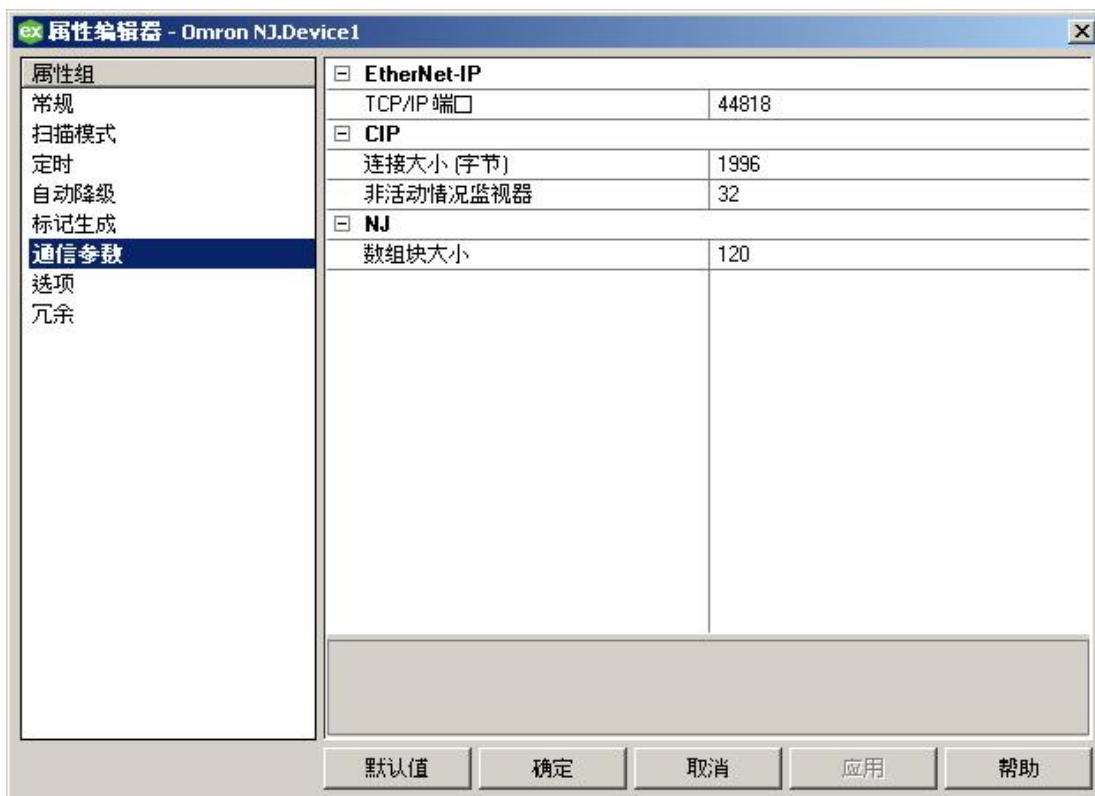 ex 属性编辑器 - Omron NJ.Device1
属性组
常规
扫描模式
定时
自动降级
标记生成
通信参数
选项
冗余
EtherNet-IP
TCP/IP 端口 44818
CIP
连接大小 (字节) 1996
非活动情况监视器 32
NJ
数组块大小 120
默认值 确定 取消 应用 帮助